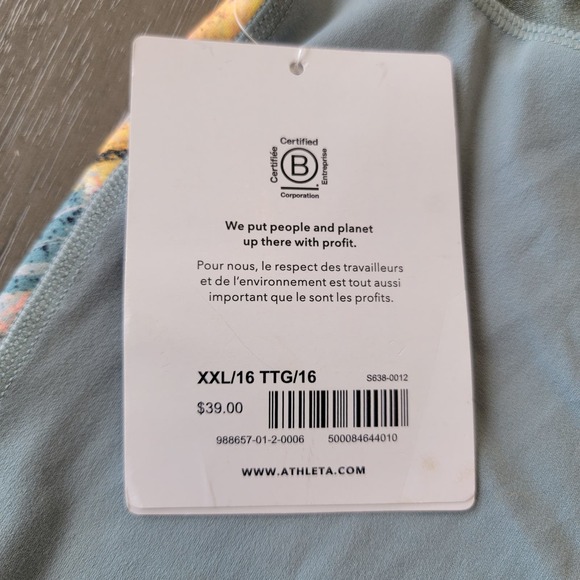 Certified
Certifiée
B
Entreprise
Corporation
We put people and planet
up there with profit.
Pour nous, le respect des travailleurs
et de l'environnement est tout aussi
important que le sont les profits.
XXL/16 TTG/16 S638-0012
$39.00
988657-01-2-0006 500084644010
WWW.ATHLETA.COM